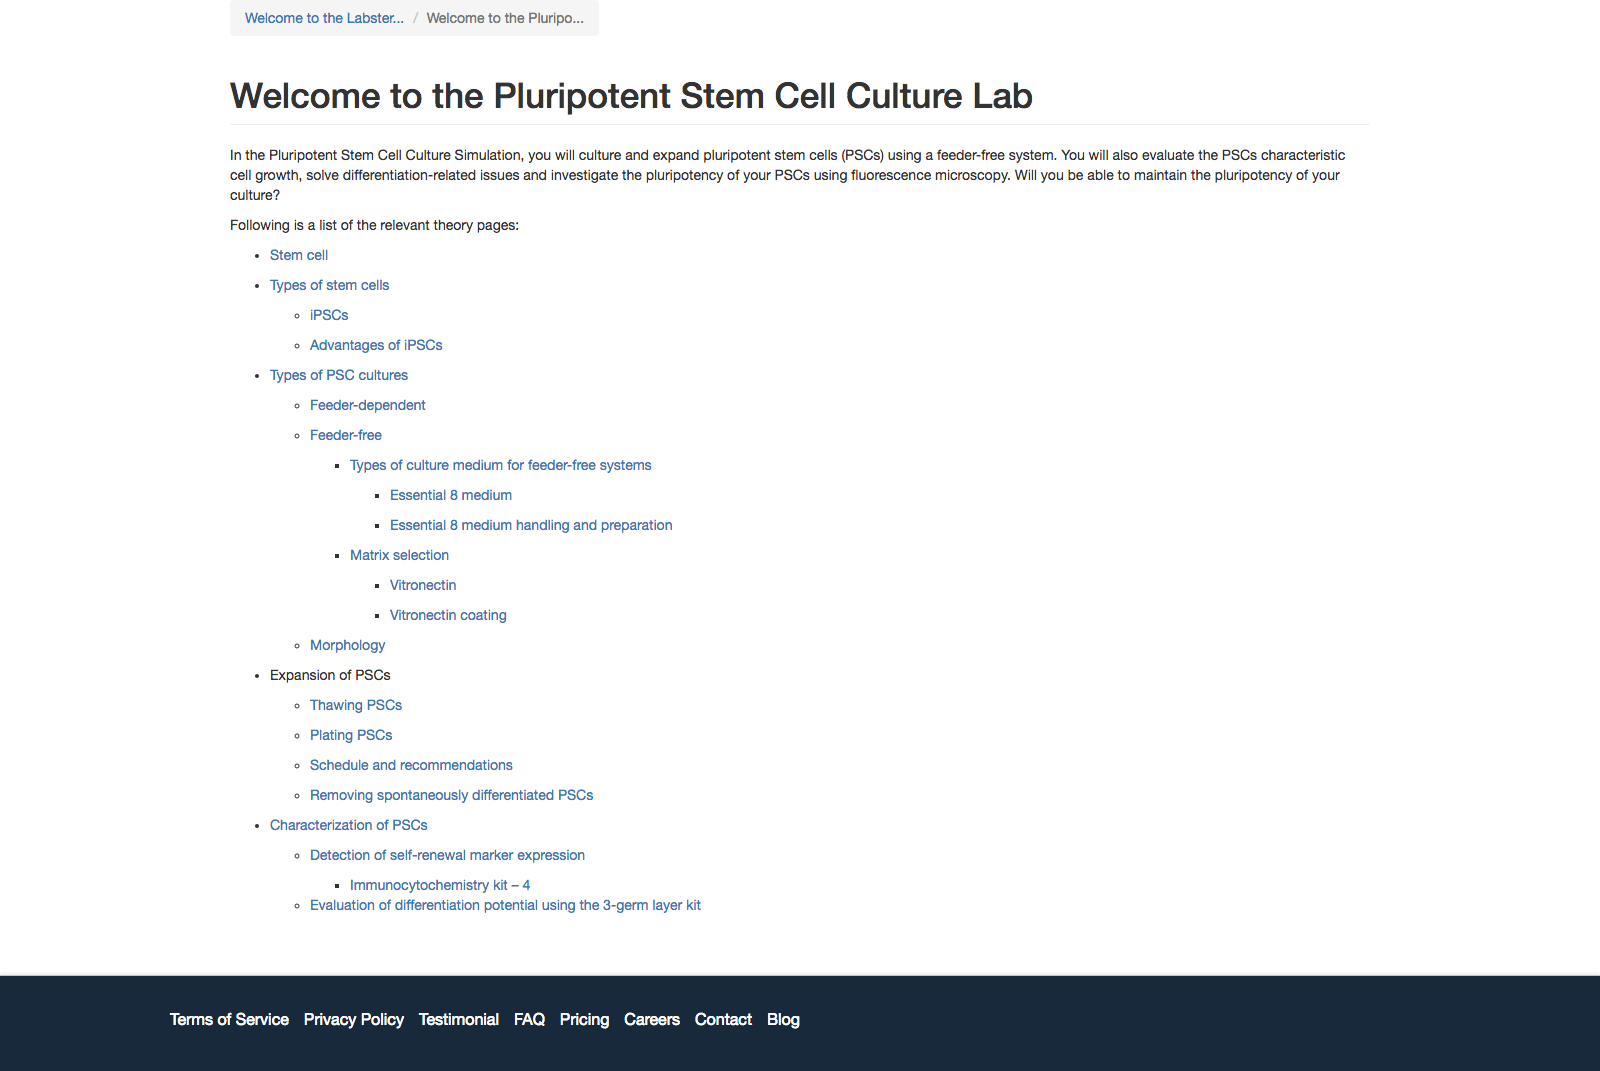 Welcome to the Labster... / Welcome to the Pluripo...
Welcome to the Pluripotent Stem Cell Culture Lab
In the Pluripotent Stem Cell Culture Simulation, you will culture and expand pluripotent stem cells (PSCs) using a feeder-free system. You will also evaluate the PSCs characteristic
cell growth, solve differentiation-related issues and investigate the pluripotency of your PSCs using fluorescence microscopy. Will you be able to maintain the pluripotency of your
culture?
Following is a list of the relevant theory pages:
Stem cell
Types of stem cells
iPSCs
Advantages of iPSCs
Types of PSC cultures
Feeder-dependent
Feeder-free
Types of culture medium for feeder-free systems
Essential 8 medium
Essential 8 medium handling and preparation
Matrix selection
Vitronectin
Vitronectin coating
Morphology
Expansion of PSCs
Thawing PSCs
Plating PSCs
Schedule and recommendations
Removing spontaneously differentiated PSCs
Characterization of PSCs
Detection of self-renewal marker expression
Immunocytochemistry kit – 4
Evaluation of differentiation potential using the 3-germ layer kit
Terms of Service Privacy Policy Testimonial FAQ Pricing Careers Contact Blog